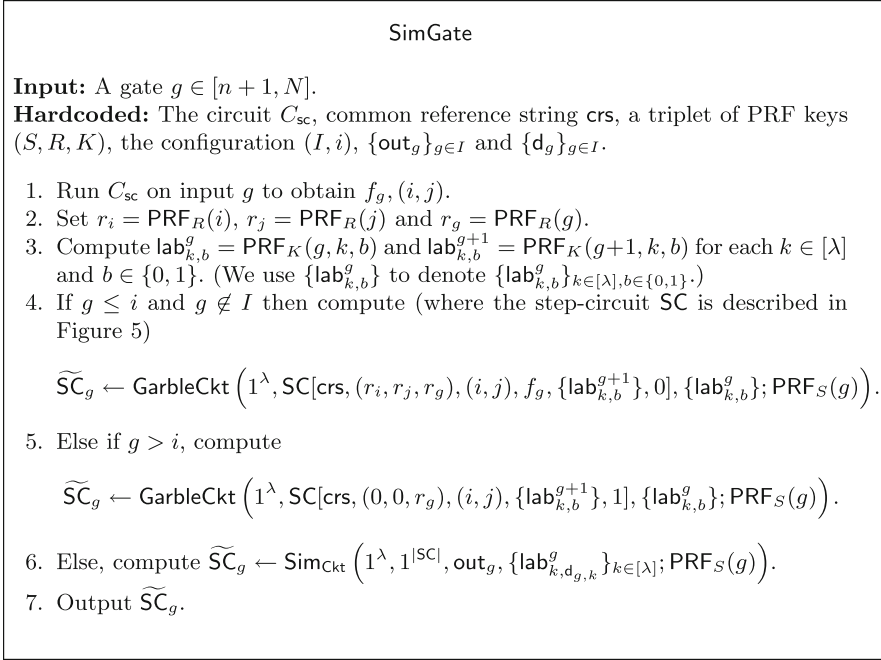 SimGate
Input: A gate g ∈ [n + 1, N].
Hardcoded: The circuit C_sc, common reference string crs, a triplet of PRF keys
(S, R, K), the configuration (I, i), {out_g}_{g∈I} and {d_g}_{g∈I}.
1. Run C_sc on input g to obtain f_g, (i, j).
2. Set r_i = PRF_R(i), r_j = PRF_R(j) and r_g = PRF_R(g).
3. Compute lab^g_{k,b} = PRF_K(g, k, b) and lab^{g+1}_{k,b} = PRF_K(g+1, k, b) for each k ∈ [λ]
and b ∈ {0, 1}. (We use {lab^g_{k,b}} to denote {lab^g_{k,b}}_{k∈[λ],b∈{0,1}}.)
4. If g ≤ i and g ∉ I then compute (where the step-circuit SC is described in
Figure 5)
S͠C_g ← GarbleCkt (1^λ, SC[crs, (r_i, r_j, r_g), (i, j), f_g, {lab^{g+1}_{k,b}}, 0], {lab^g_{k,b}}; PRF_S(g)).
5. Else if g > i, compute
S͠C_g ← GarbleCkt (1^λ, SC[crs, (0, 0, r_g), (i, j), {lab^{g+1}_{k,b}}, 1], {lab^g_{k,b}}; PRF_S(g)).
6. Else, compute S͠C_g ← Sim_Ckt (1^λ, 1^{|SC|}, out_g, {lab^g_{k,d_{g,k}}}_{k∈[λ]}; PRF_S(g)).
7. Output S͠C_g.